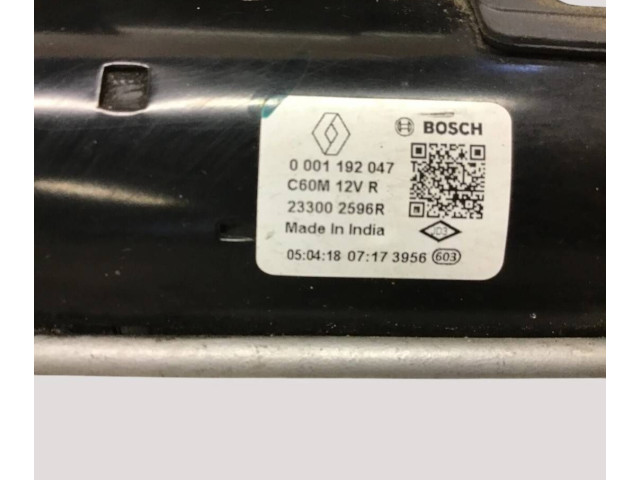 BOSCH
0 001 192 047
C60M 12V R
23300 2596R
Made In India
05:04:18 07:17 3956 603